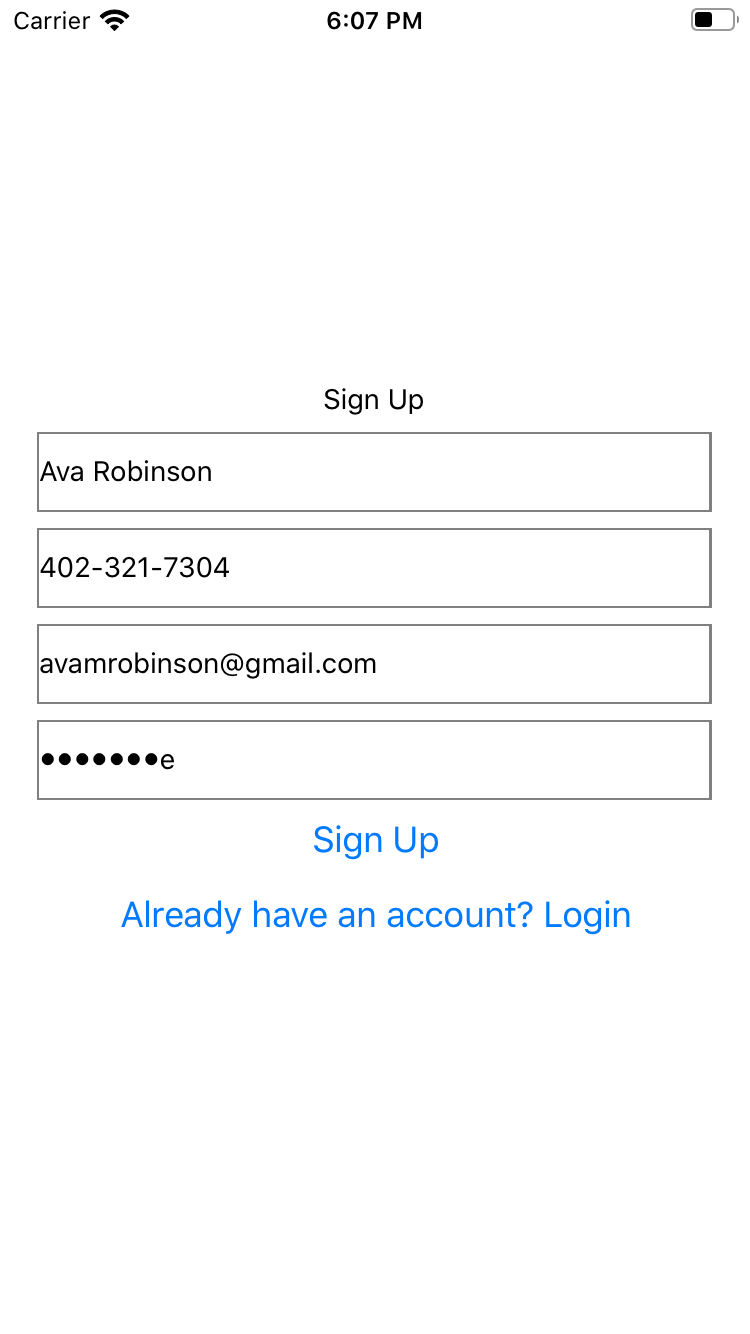 Carrier 6:07 PM
Sign Up
Ava Robinson
402-321-7304
avamrobinson@gmail.com
•••••••e
Sign Up
Already have an account? Login